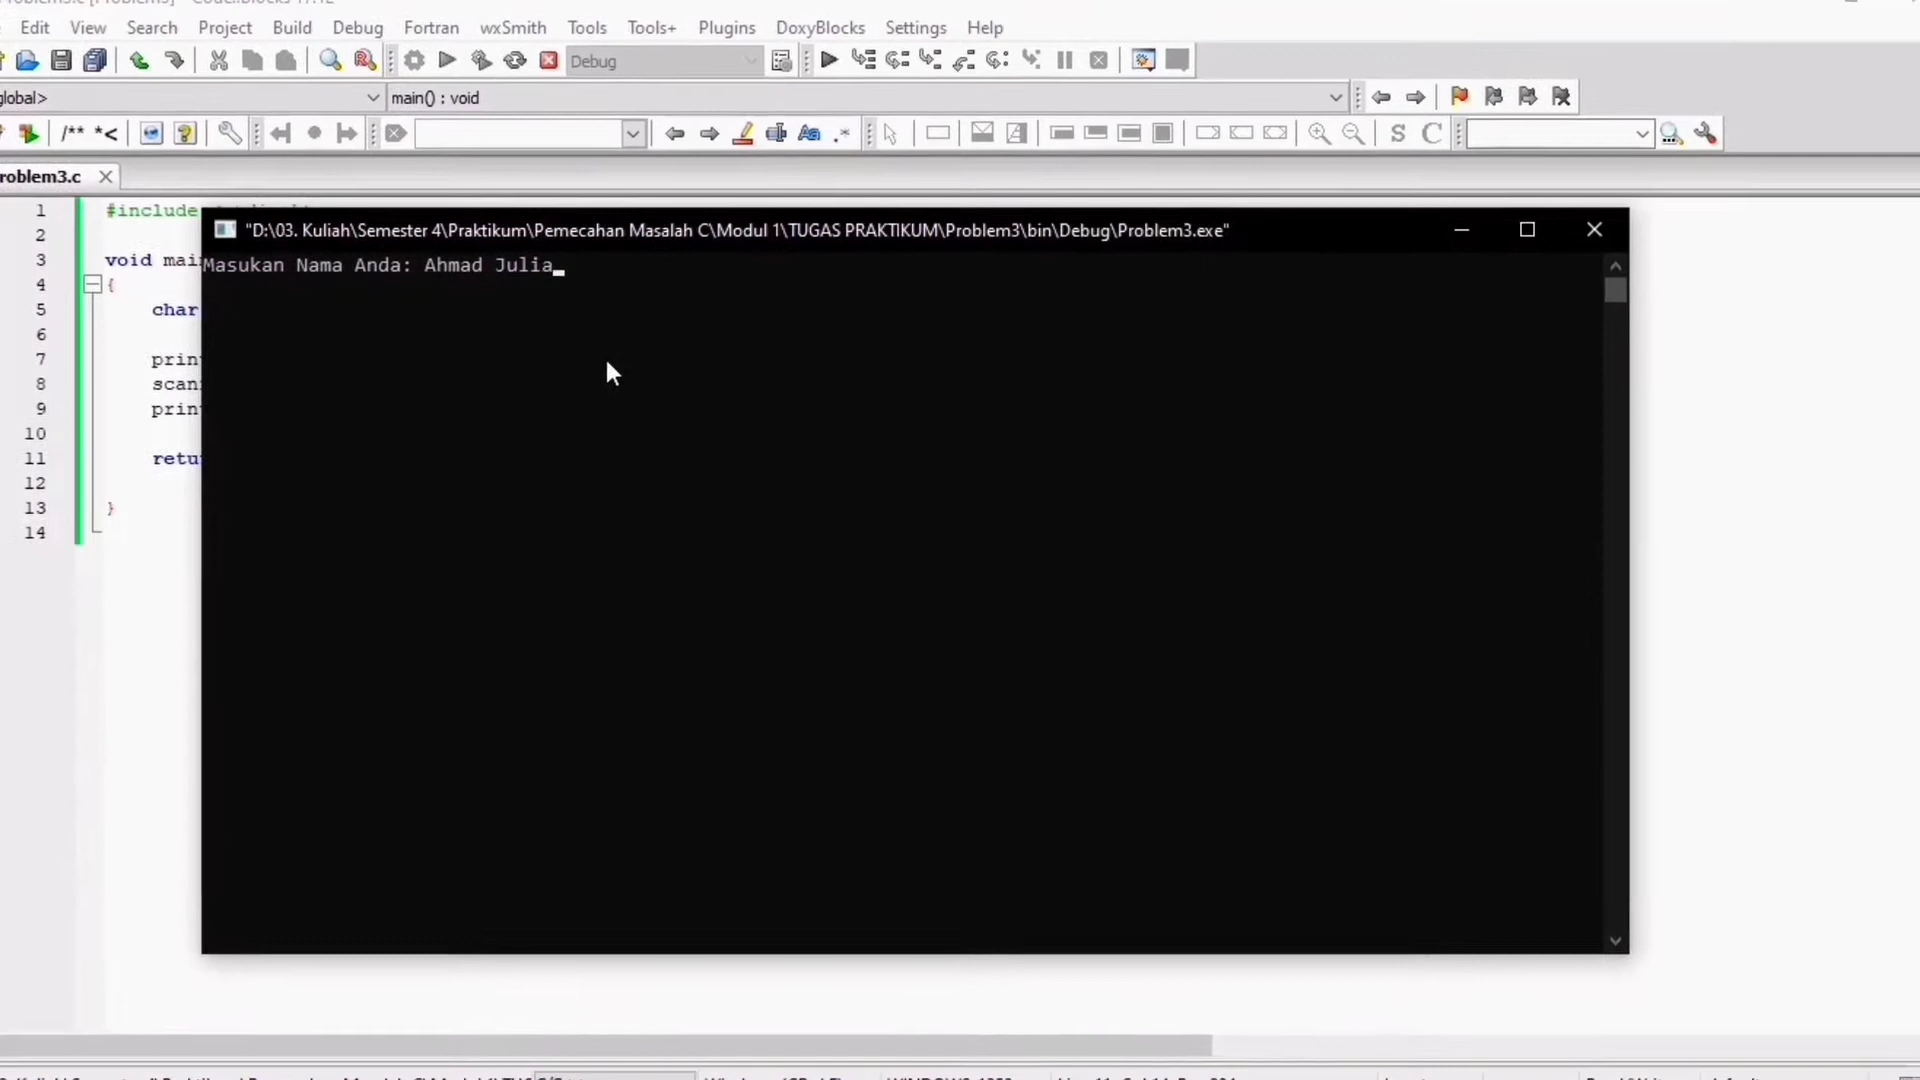 Edit View Search Project Build Debug Fortran wxSmith Tools Tools+ Plugins DoxyBlocks Settings Help
Debug
global> main() : void
/** *< Aa .* S C
roblem3.c
"D:\03. Kuliah\Semester 4\Praktikum\Pemecahan Masalah C\Modul 1\TUGAS PRAKTIKUM\Problem3\bin\Debug\Problem3.exe"
Masukan Nama Anda: Ahmad Julia
1 #include
2
3 void mai
4 {
5 char
6
7 prin
8 scan
9 prin
10
11 retu
12
13 }
14